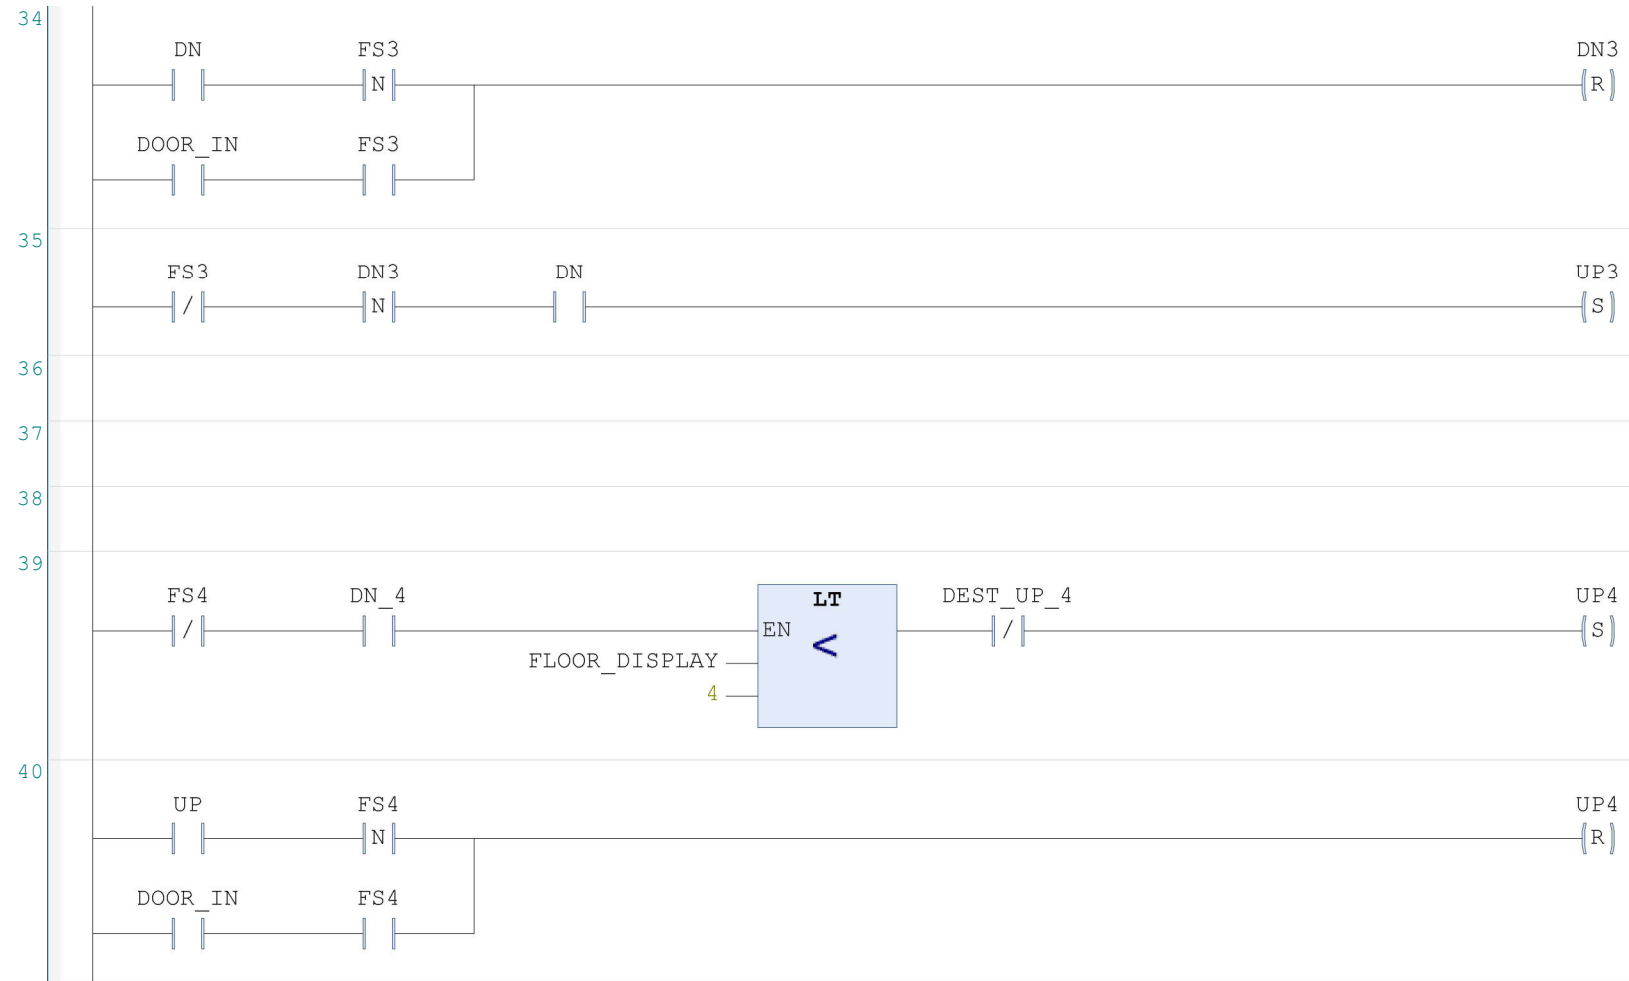 34
DN FS3 DN3
N (R)
DOOR_IN FS3
35
FS3 DN3 DN UP3
/ N (S)
36
37
38
39
FS4 DN_4 LT DEST_UP_4 UP4
/ EN < / (S)
FLOOR_DISPLAY
4
40
UP FS4 UP4
N (R)
DOOR_IN FS4